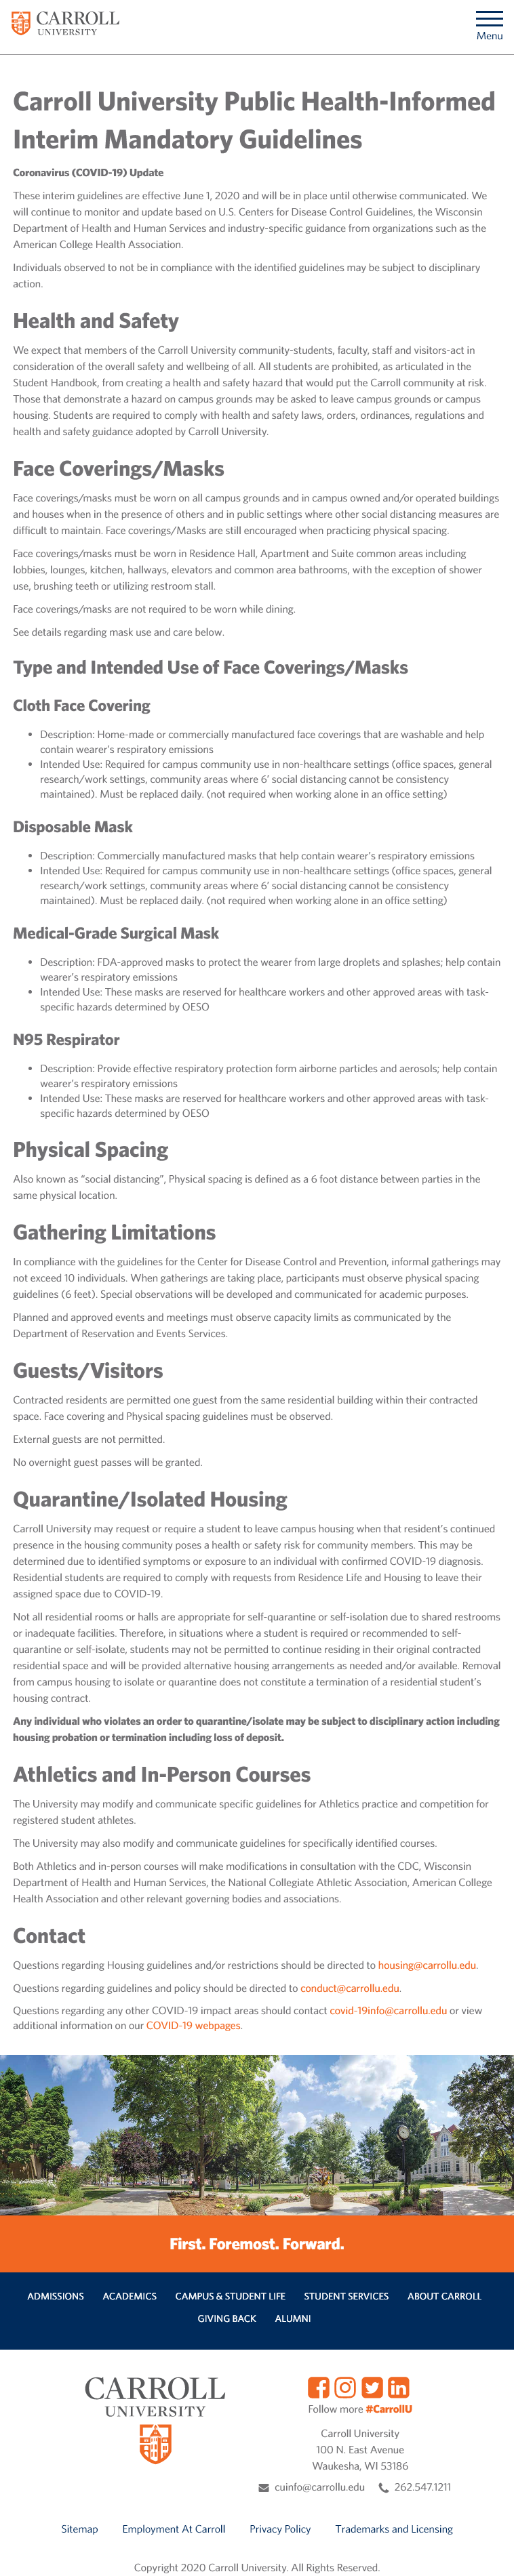 CARROLL
UNIVERSITY
Menu
Carroll University Public Health-Informed
Interim Mandatory Guidelines
Coronavirus (COVID-19) Update
These interim guidelines are effective June 1, 2020 and will be in place until otherwise communicated. We
will continue to monitor and update based on U.S. Centers for Disease Control Guidelines, the Wisconsin
Department of Health and Human Services and industry-specific guidance from organizations such as the
American College Health Association.
Individuals observed to not be in compliance with the identified guidelines may be subject to disciplinary
action.
Health and Safety
We expect that members of the Carroll University community-students, faculty, staff and visitors-act in
consideration of the overall safety and wellbeing of all. All students are prohibited, as articulated in the
Student Handbook, from creating a health and safety hazard that would put the Carroll community at risk.
Those that demonstrate a hazard on campus grounds may be asked to leave campus grounds or campus
housing. Students are required to comply with health and safety laws, orders, ordinances, regulations and
health and safety guidance adopted by Carroll University.
Face Coverings/Masks
Face coverings/masks must be worn on all campus grounds and in campus owned and/or operated buildings
and houses when in the presence of others and in public settings where other social distancing measures are
difficult to maintain. Face coverings/Masks are still encouraged when practicing physical spacing.
Face coverings/masks must be worn in Residence Hall, Apartment and Suite common areas including
lobbies, lounges, kitchen, hallways, elevators and common area bathrooms, with the exception of shower
use, brushing teeth or utilizing restroom stall.
Face coverings/masks are not required to be worn while dining.
See details regarding mask use and care below.
Type and Intended Use of Face Coverings/Masks
Cloth Face Covering
• Description: Home-made or commercially manufactured face coverings that are washable and help
contain wearer's respiratory emissions
• Intended Use: Required for campus community use in non-healthcare settings (office spaces, general
research/work settings, community areas where 6' social distancing cannot be consistency
maintained). Must be replaced daily. (not required when working alone in an office setting)
Disposable Mask
• Description: Commercially manufactured masks that help contain wearer's respiratory emissions
• Intended Use: Required for campus community use in non-healthcare settings (office spaces, general
research/work settings, community areas where 6' social distancing cannot be consistency
maintained). Must be replaced daily. (not required when working alone in an office setting)
Medical-Grade Surgical Mask
• Description: FDA-approved masks to protect the wearer from large droplets and splashes; help contain
wearer's respiratory emissions
• Intended Use: These masks are reserved for healthcare workers and other approved areas with task-
specific hazards determined by OESO
N95 Respirator
• Description: Provide effective respiratory protection form airborne particles and aerosols; help contain
wearer's respiratory emissions
• Intended Use: These masks are reserved for healthcare workers and other approved areas with task-
specific hazards determined by OESO
Physical Spacing
Also known as "social distancing", Physical spacing is defined as a 6 foot distance between parties in the
same physical location.
Gathering Limitations
In compliance with the guidelines for the Center for Disease Control and Prevention, informal gatherings may
not exceed 10 individuals. When gatherings are taking place, participants must observe physical spacing
guidelines (6 feet). Special observations will be developed and communicated for academic purposes.
Planned and approved events and meetings must observe capacity limits as communicated by the
Department of Reservation and Events Services.
Guests/Visitors
Contracted residents are permitted one guest from the same residential building within their contracted
space. Face covering and Physical spacing guidelines must be observed.
External guests are not permitted.
No overnight guest passes will be granted.
Quarantine/Isolated Housing
Carroll University may request or require a student to leave campus housing when that resident's continued
presence in the housing community poses a health or safety risk for community members. This may be
determined due to identified symptoms or exposure to an individual with confirmed COVID-19 diagnosis.
Residential students are required to comply with requests from Residence Life and Housing to leave their
assigned space due to COVID-19.
Not all residential rooms or halls are appropriate for self-quarantine or self-isolation due to shared restrooms
or inadequate facilities. Therefore, in situations where a student is required or recommended to self-
quarantine or self-isolate, students may not be permitted to continue residing in their original contracted
residential space and will be provided alternative housing arrangements as needed and/or available. Removal
from campus housing to isolate or quarantine does not constitute a termination of a residential student's
housing contract.
Any individual who violates an order to quarantine/isolate may be subject to disciplinary action including
housing probation or termination including loss of deposit.
Athletics and In-Person Courses
The University may modify and communicate specific guidelines for Athletics practice and competition for
registered student athletes.
The University may also modify and communicate guidelines for specifically identified courses.
Both Athletics and in-person courses will make modifications in consultation with the CDC, Wisconsin
Department of Health and Human Services, the National Collegiate Athletic Association, American College
Health Association and other relevant governing bodies and associations.
Contact
Questions regarding Housing guidelines and/or restrictions should be directed to housing@carrollu.edu.
Questions regarding guidelines and policy should be directed to conduct@carrollu.edu.
Questions regarding any other COVID-19 impact areas should contact covid-19info@carrollu.edu or view
additional information on our COVID-19 webpages.
First. Foremost. Forward.
ADMISSIONS ACADEMICS CAMPUS & STUDENT LIFE STUDENT SERVICES ABOUT CARROLL
GIVING BACK ALUMNI
CARROLL
UNIVERSITY
Follow more #CarrollU
Carroll University
100 N. East Avenue
Waukesha, WI 53186
cuinfo@carrollu.edu 262.547.1211
Sitemap Employment At Carroll Privacy Policy Trademarks and Licensing
Copyright 2020 Carroll University. All Rights Reserved.